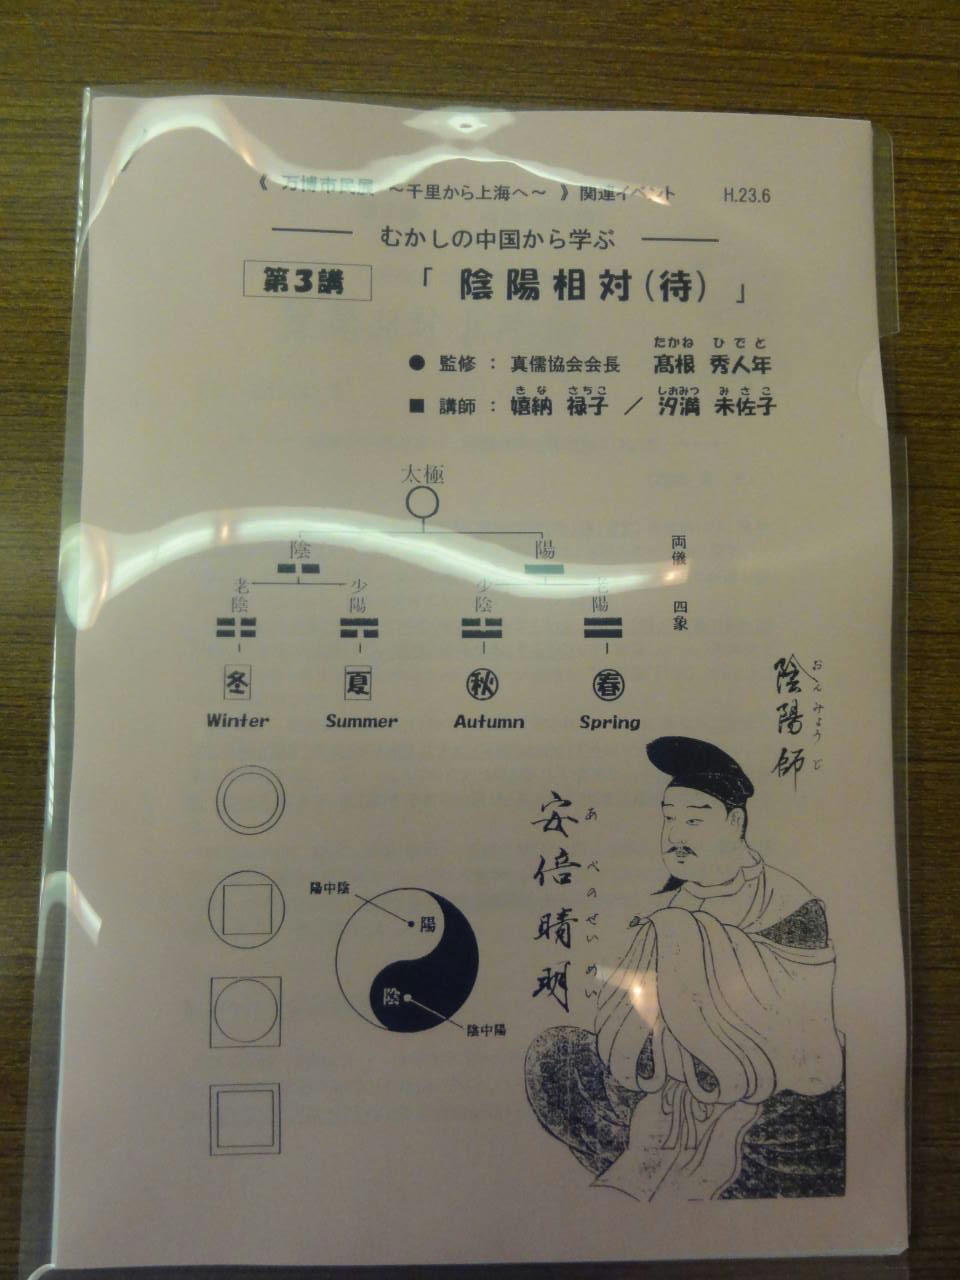 《 万博市民展 ～千里から上海へ～ 》関連イベント H.23.6
むかしの中国から学ぶ
第3講 「 陰陽相対(待) 」
たかね ひでと
● 監修 : 真儒協会会長 髙根 秀人年
きな さちこ しおみつ みさこ
■ 講師 : 嬉納 禄子 / 汐満 未佐子
太極
陰 陽 両儀
老陰 少陽 少陰 老陽 四象
冬 夏 秋 春
Winter Summer Autumn Spring
陰陽師
おんみょうじ
安倍晴明
あべのせいめい
陽中陰
陽
陰
陰中陽